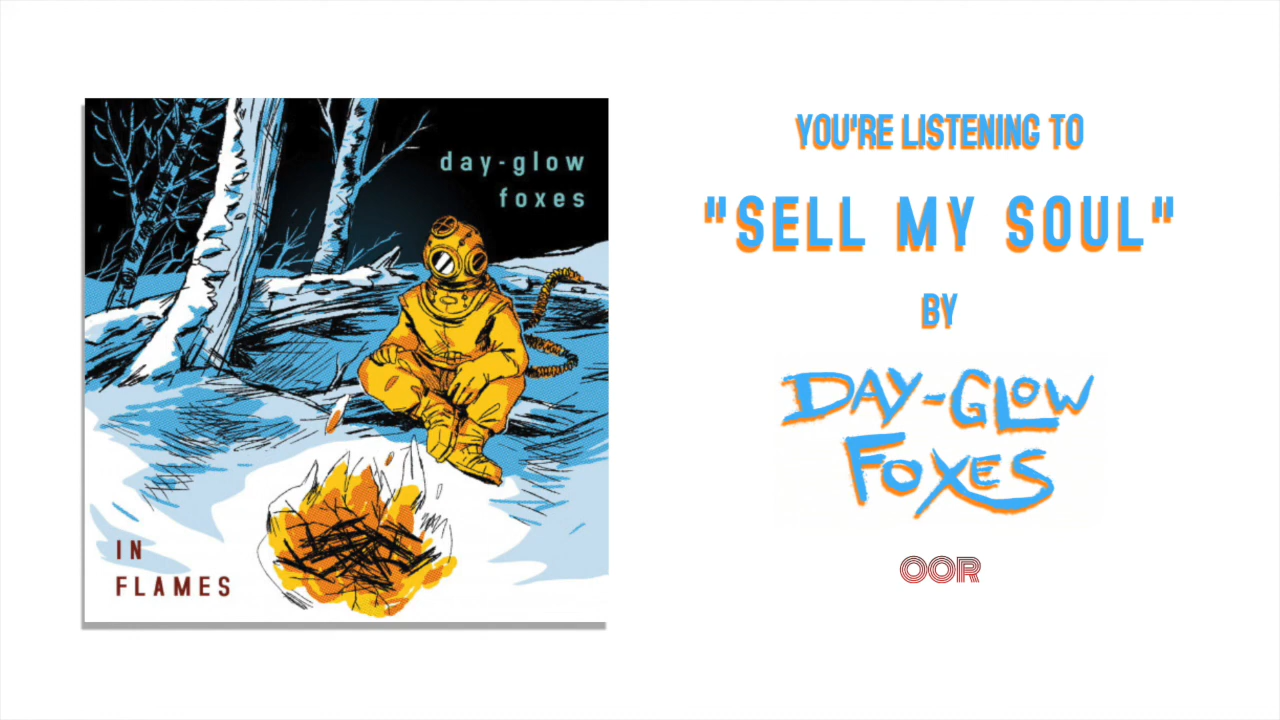 day-glow
foxes
IN
FLAMES
YOU'RE LISTENING TO
"SELL MY SOUL"
BY
DAY-GLOW
FOXES
OOR